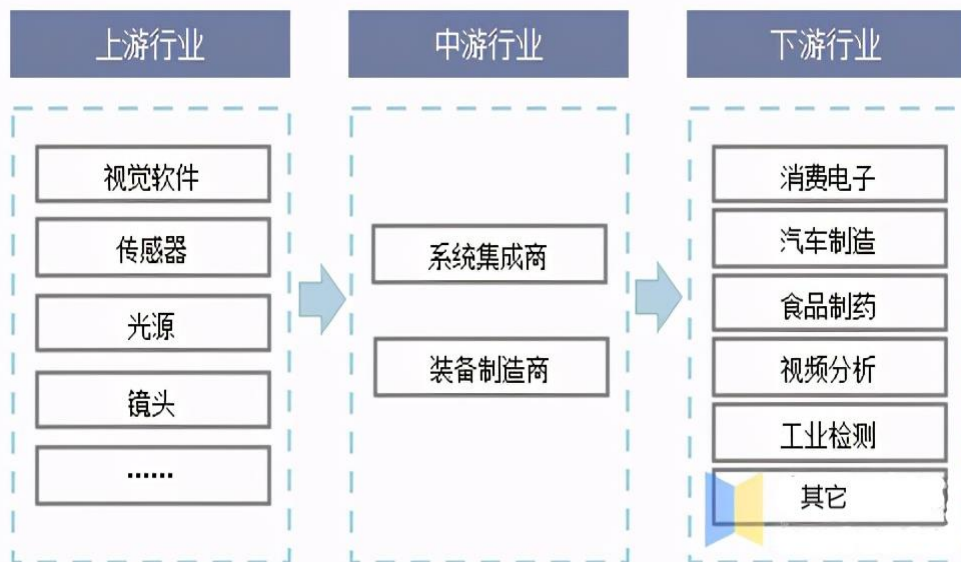 上游行业
视觉软件
传感器
光源
镜头
......
中游行业
系统集成商
装备制造商
下游行业
消费电子
汽车制造
食品制药
视频分析
工业检测
其它